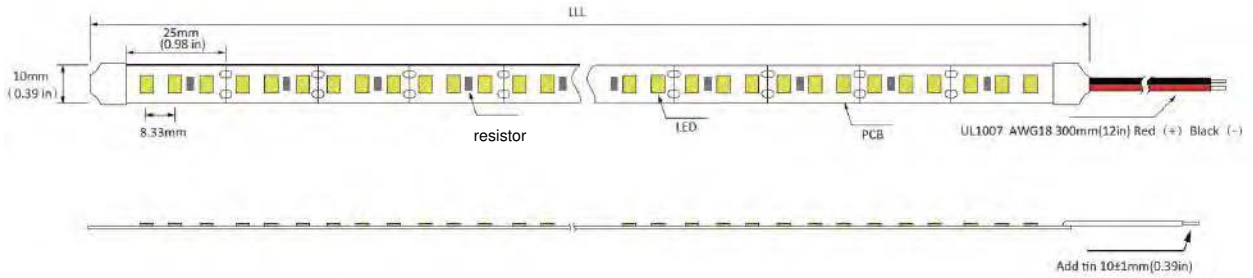 LLL
25mm
(0.98 in)
10mm
(0.39 in)
8.33mm
resistor
LED
PCB
UL1007 AWG18 300mm(12in) Red (+) Black (-)
Add tin 10±1mm(0.39in)